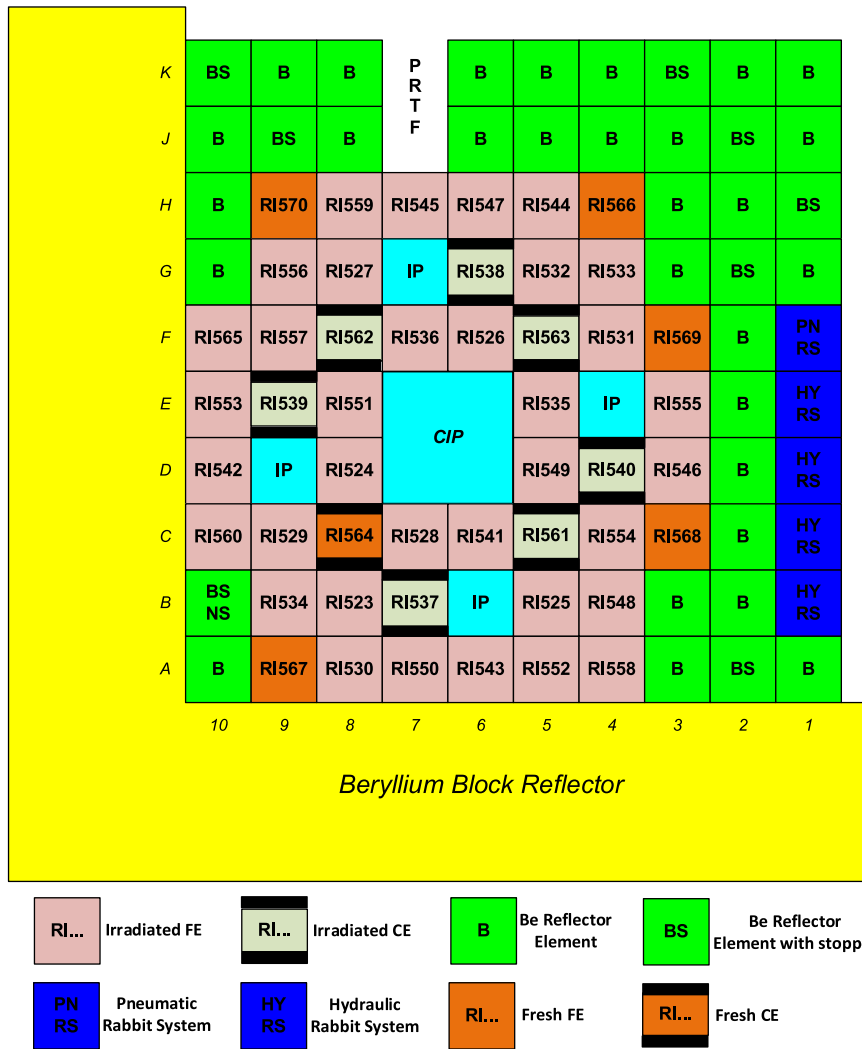 K BS B B P R T F B B B BS B B
J B BS B B B B B BS B
H B RI570 RI559 RI545 RI547 RI544 RI566 B B BS
G B RI556 RI527 IP RI538 RI532 RI533 B BS B
F RI565 RI557 RI562 RI536 RI526 RI563 RI531 RI569 B PN RS
E RI553 RI539 RI551 CIP RI535 IP RI555 B HY RS
D RI542 IP RI524 RI549 RI540 RI546 B HY RS
C RI560 RI529 RI564 RI528 RI541 RI561 RI554 RI568 B HY RS
B BS NS RI534 RI523 RI537 IP RI525 RI548 B B HY RS
A B RI567 RI530 RI550 RI543 RI552 RI558 B BS B
10 9 8 7 6 5 4 3 2 1
Beryllium Block Reflector
RI... Irradiated FE
RI... Irradiated CE
B Be Reflector
Element
BS Be Reflector
Element with stopp
PN
RS
Pneumatic
Rabbit System
HY
RS
Hydraulic
Rabbit System
RI... Fresh FE
RI... Fresh CE